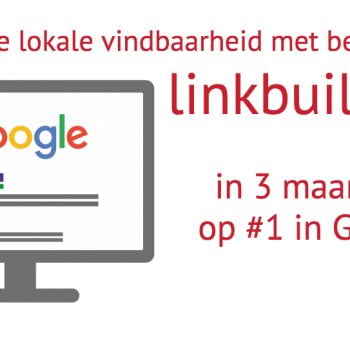 e lokale vindbaarheid met be
linkbuil
oogle
in 3 maan
op #1 in G